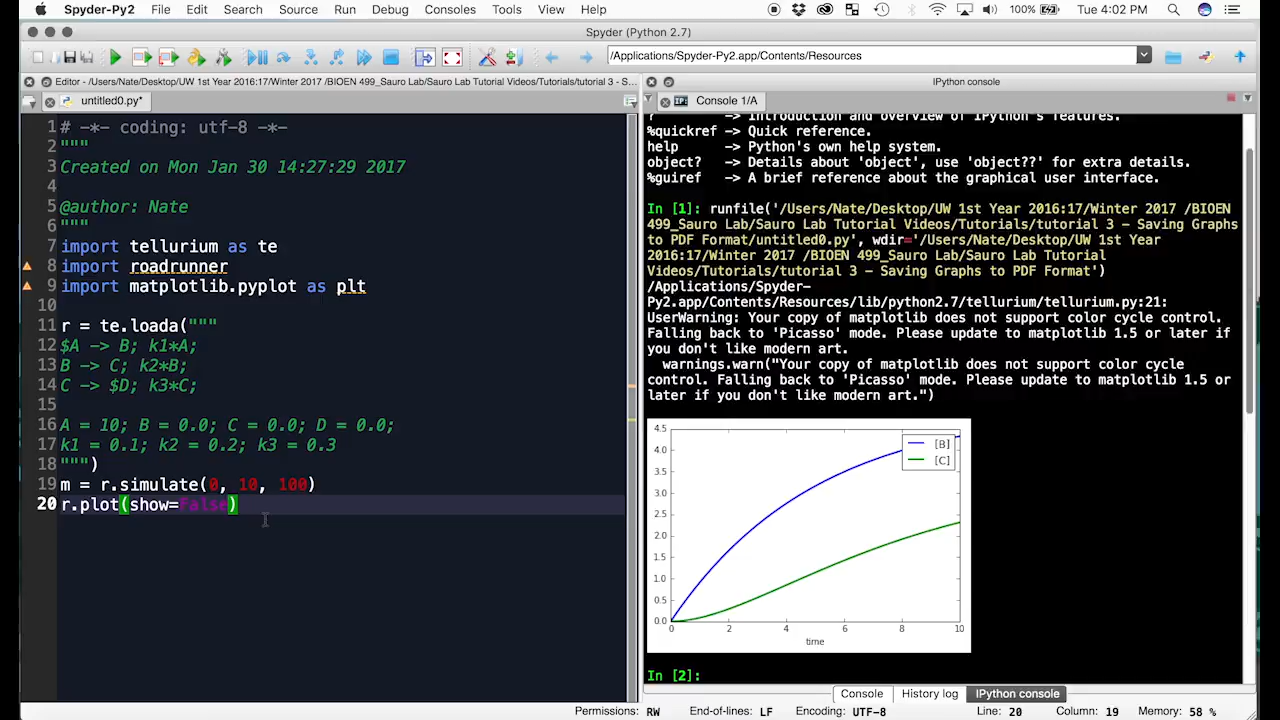 Spyder-Py2 File Edit Search Source Run Debug Consoles Tools View Help 100% Tue 4:02 PM
Spyder (Python 2.7)
/Applications/Spyder-Py2.app/Contents/Resources
Editor - /Users/Nate/Desktop/UW 1st Year 2016:17/Winter 2017 /BIOEN 499_Sauro Lab/Sauro Lab Tutorial Videos/Tutorials/tutorial 3 - S...
untitled0.py*
1 # -*- coding: utf-8 -*-
2 """
3 Created on Mon Jan 30 14:27:29 2017
4
5 @author: Nate
6 """
7 import tellurium as te
8 import roadrunner
9 import matplotlib.pyplot as plt
10
11 r = te.loada("""
12 $A -> B; k1*A;
13 B -> C; k2*B;
14 C -> $D; k3*C;
15
16 A = 10; B = 0.0; C = 0.0; D = 0.0;
17 k1 = 0.1; k2 = 0.2; k3 = 0.3
18 """)
19 m = r.simulate(0, 10, 100)
20 r.plot(show=False)
IPython console
Console 1/A
-> Introduction and overview of IPython's features.
%quickref -> Quick reference.
help -> Python's own help system.
object? -> Details about 'object', use 'object??' for extra details.
%guiref -> A brief reference about the graphical user interface.
In [1]: runfile('/Users/Nate/Desktop/UW 1st Year 2016:17/Winter 2017 /BIOEN
499_Sauro Lab/Sauro Lab Tutorial Videos/Tutorials/tutorial 3 - Saving Graphs
to PDF Format/untitled0.py', wdir='/Users/Nate/Desktop/UW 1st Year
2016:17/Winter 2017 /BIOEN 499_Sauro Lab/Sauro Lab Tutorial
Videos/Tutorials/tutorial 3 - Saving Graphs to PDF Format')
/Applications/Spyder-
Py2.app/Contents/Resources/lib/python2.7/tellurium/tellurium.py:21:
UserWarning: Your copy of matplotlib does not support color cycle control.
Falling back to 'Picasso' mode. Please update to matplotlib 1.5 or later if
you don't like modern art.
warnings.warn("Your copy of matplotlib does not support color cycle
control. Falling back to 'Picasso' mode. Please update to matplotlib 1.5 or
later if you don't like modern art.")
4.5
4.0
3.5
3.0
2.5
2.0
1.5
1.0
0.5
0.0
[B]
[C]
0 2 4 6 8 10
time
In [2]:
Console History log IPython console
Permissions: RW End-of-lines: LF Encoding: UTF-8 Line: 20 Column: 19 Memory: 58 %